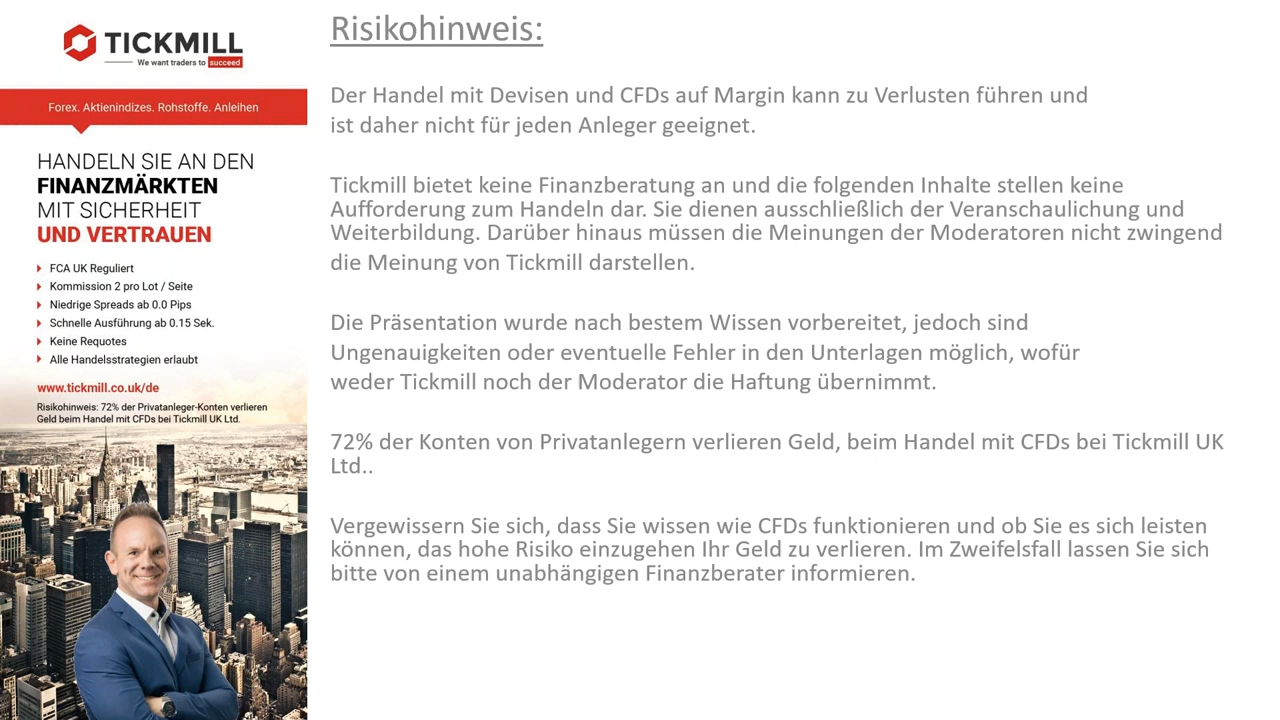 TICKMILL
We want traders to succeed
Forex. Aktienindizes. Rohstoffe. Anleihen
HANDELN SIE AN DEN
FINANZMÄRKTEN
MIT SICHERHEIT
UND VERTRAUEN
FCA UK Reguliert
Kommission 2 pro Lot / Seite
Niedrige Spreads ab 0.0 Pips
Schnelle Ausführung ab 0.15 Sek.
Keine Requotes
Alle Handelsstrategien erlaubt
www.tickmill.co.uk/de
Risikohinweis: 72% der Privatanleger-Konten verlieren
Geld beim Handel mit CFDs bei Tickmill UK Ltd.
Risikohinweis:
Der Handel mit Devisen und CFDs auf Margin kann zu Verlusten führen und
ist daher nicht für jeden Anleger geeignet.
Tickmill bietet keine Finanzberatung an und die folgenden Inhalte stellen keine
Aufforderung zum Handeln dar. Sie dienen ausschließlich der Veranschaulichung und
Weiterbildung. Darüber hinaus müssen die Meinungen der Moderatoren nicht zwingend
die Meinung von Tickmill darstellen.
Die Präsentation wurde nach bestem Wissen vorbereitet, jedoch sind
Ungenauigkeiten oder eventuelle Fehler in den Unterlagen möglich, wofür
weder Tickmill noch der Moderator die Haftung übernimmt.
72% der Konten von Privatanlegern verlieren Geld, beim Handel mit CFDs bei Tickmill UK
Ltd..
Vergewissern Sie sich, dass Sie wissen wie CFDs funktionieren und ob Sie es sich leisten
können, das hohe Risiko einzugehen Ihr Geld zu verlieren. Im Zweifelsfall lassen Sie sich
bitte von einem unabhängigen Finanzberater informieren.